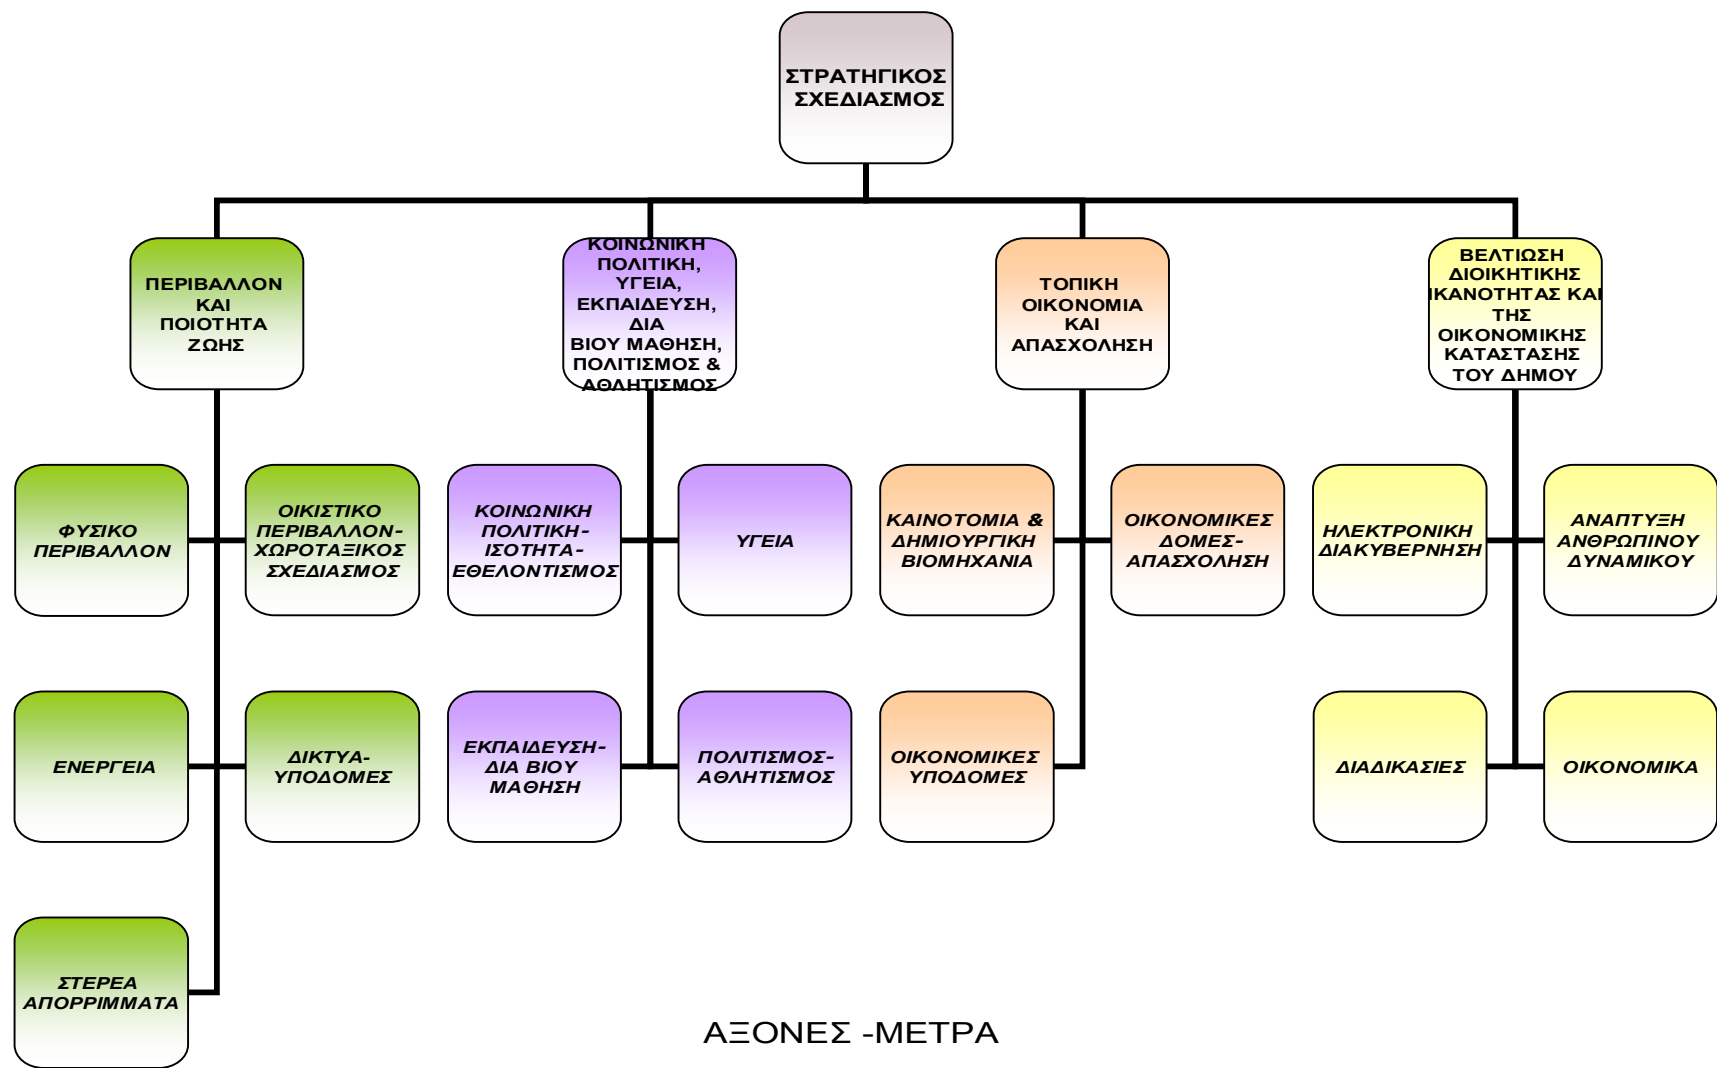 ΣΤΡΑΤΗΓΙΚΟΣ
ΣΧΕΔΙΑΣΜΟΣ
ΠΕΡΙΒΑΛΛΟΝ
ΚΑΙ
ΠΟΙΟΤΗΤΑ
ΖΩΗΣ
ΚΟΙΝΩΝΙΚΗ
ΠΟΛΙΤΙΚΗ,
ΥΓΕΙΑ,
ΕΚΠΑΙΔΕΥΣΗ,
ΔΙΑ
ΒΙΟΥ ΜΑΘΗΣΗ,
ΠΟΛΙΤΙΣΜΟΣ &
ΑΘΛΗΤΙΣΜΟΣ
ΤΟΠΙΚΗ
ΟΙΚΟΝΟΜΙΑ
ΚΑΙ
ΑΠΑΣΧΟΛΗΣΗ
ΒΕΛΤΙΩΣΗ
ΔΙΟΙΚΗΤΙΚΗΣ
ΙΚΑΝΟΤΗΤΑΣ ΚΑΙ
ΤΗΣ
ΟΙΚΟΝΟΜΙΚΗΣ
ΚΑΤΑΣΤΑΣΗΣ
ΤΟΥ ΔΗΜΟΥ
ΦΥΣΙΚΟ
ΠΕΡΙΒΑΛΛΟΝ
ΟΙΚΙΣΤΙΚΟ
ΠΕΡΙΒΑΛΛΟΝ-
ΧΩΡΟΤΑΞΙΚΟΣ
ΣΧΕΔΙΑΣΜΟΣ
ΚΟΙΝΩΝΙΚΗ
ΠΟΛΙΤΙΚΗ-
ΙΣΟΤΗΤΑ-
ΕΘΕΛΟΝΤΙΣΜΟΣ
ΥΓΕΙΑ
ΚΑΙΝΟΤΟΜΙΑ &
ΔΗΜΙΟΥΡΓΙΚΗ
ΒΙΟΜΗΧΑΝΙΑ
ΟΙΚΟΝΟΜΙΚΕΣ
ΔΟΜΕΣ-
ΑΠΑΣΧΟΛΗΣΗ
ΗΛΕΚΤΡΟΝΙΚΗ
ΔΙΑΚΥΒΕΡΝΗΣΗ
ΑΝΑΠΤΥΞΗ
ΑΝΘΡΩΠΙΝΟΥ
ΔΥΝΑΜΙΚΟΥ
ΕΝΕΡΓΕΙΑ
ΔΙΚΤΥΑ-
ΥΠΟΔΟΜΕΣ
ΕΚΠΑΙΔΕΥΣΗ-
ΔΙΑ ΒΙΟΥ
ΜΑΘΗΣΗ
ΠΟΛΙΤΙΣΜΟΣ-
ΑΘΛΗΤΙΣΜΟΣ
ΟΙΚΟΝΟΜΙΚΕΣ
ΥΠΟΔΟΜΕΣ
ΔΙΑΔΙΚΑΣΙΕΣ
ΟΙΚΟΝΟΜΙΚΑ
ΣΤΕΡΕΑ
ΑΠΟΡΡΙΜΜΑΤΑ
ΑΞΟΝΕΣ -ΜΕΤΡΑ